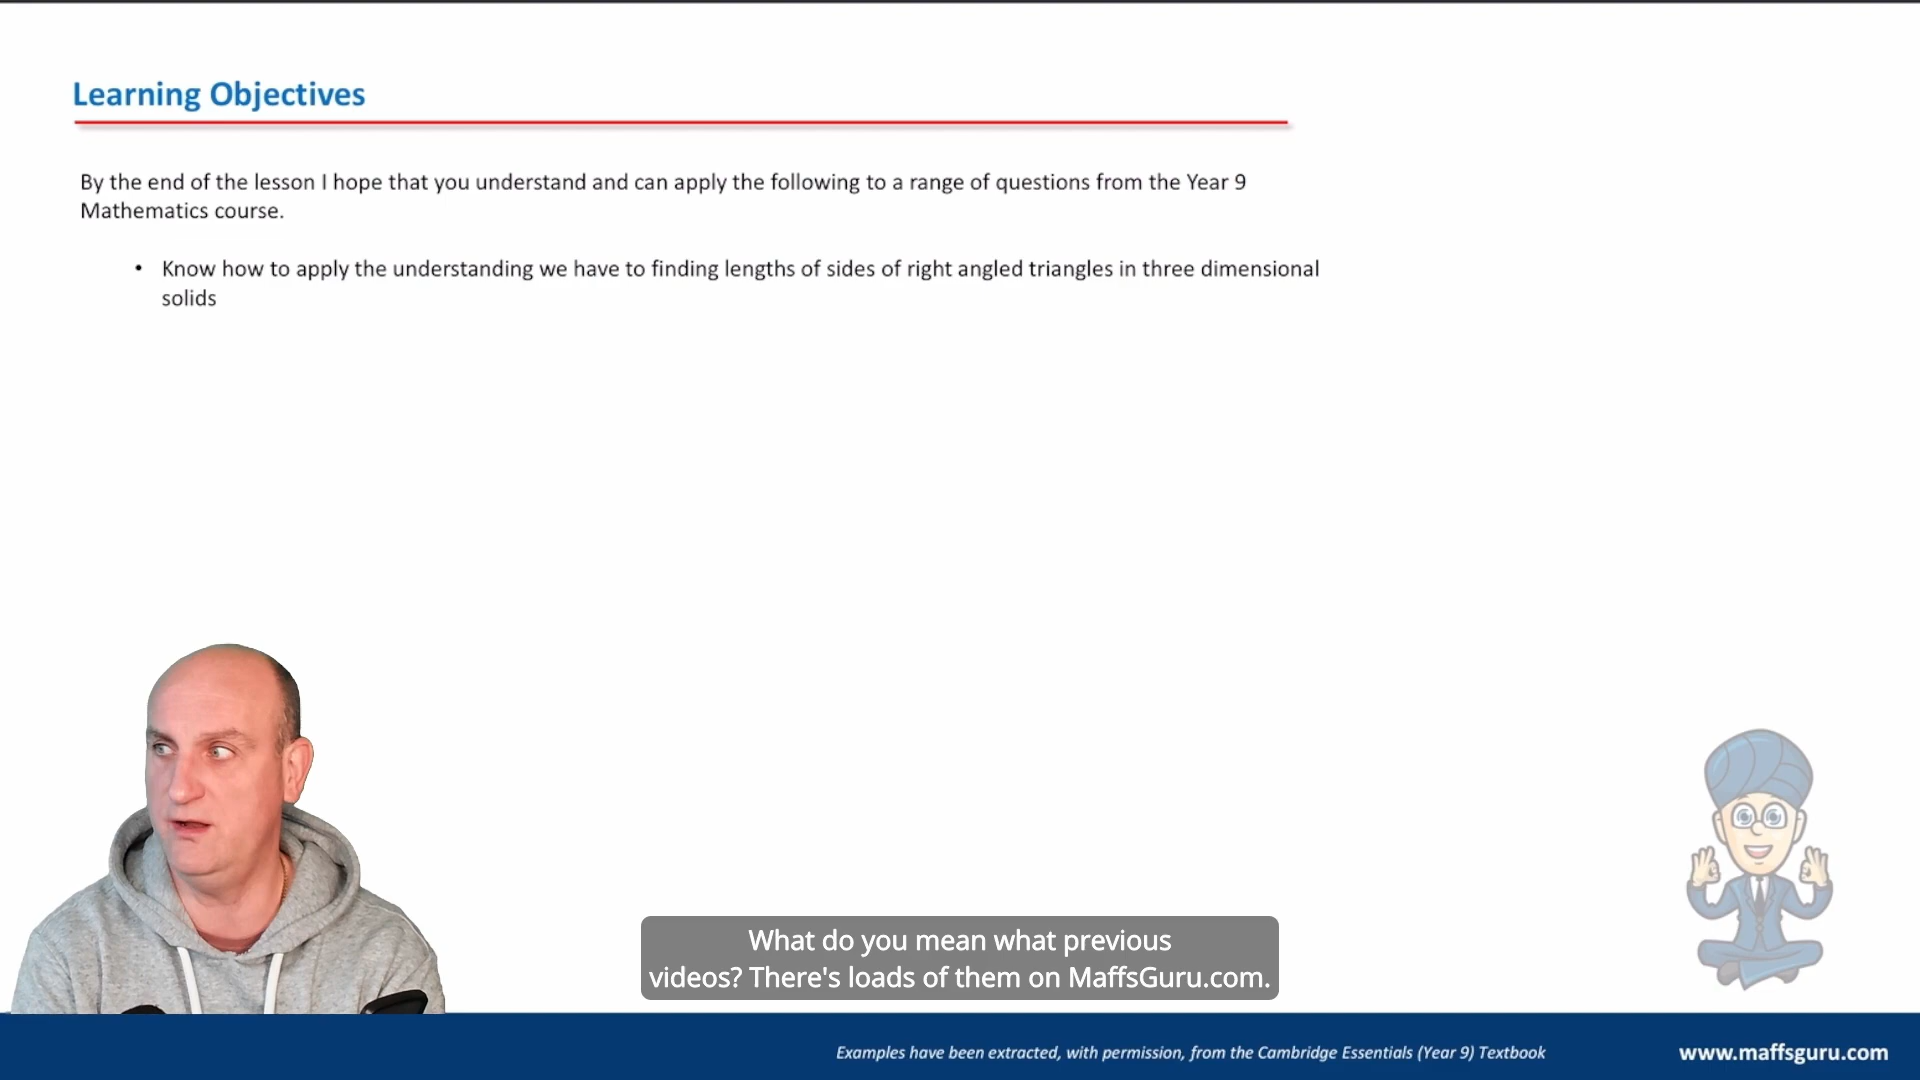 Learning Objectives
By the end of the lesson I hope that you understand and can apply the following to a range of questions from the Year 9
Mathematics course.
• Know how to apply the understanding we have to finding lengths of sides of right angled triangles in three dimensional
solids
What do you mean what previous
videos? There's loads of them on MaffsGuru.com.
Examples have been extracted, with permission, from the Cambridge Essentials (Year 9) Textbook
www.maffsguru.com